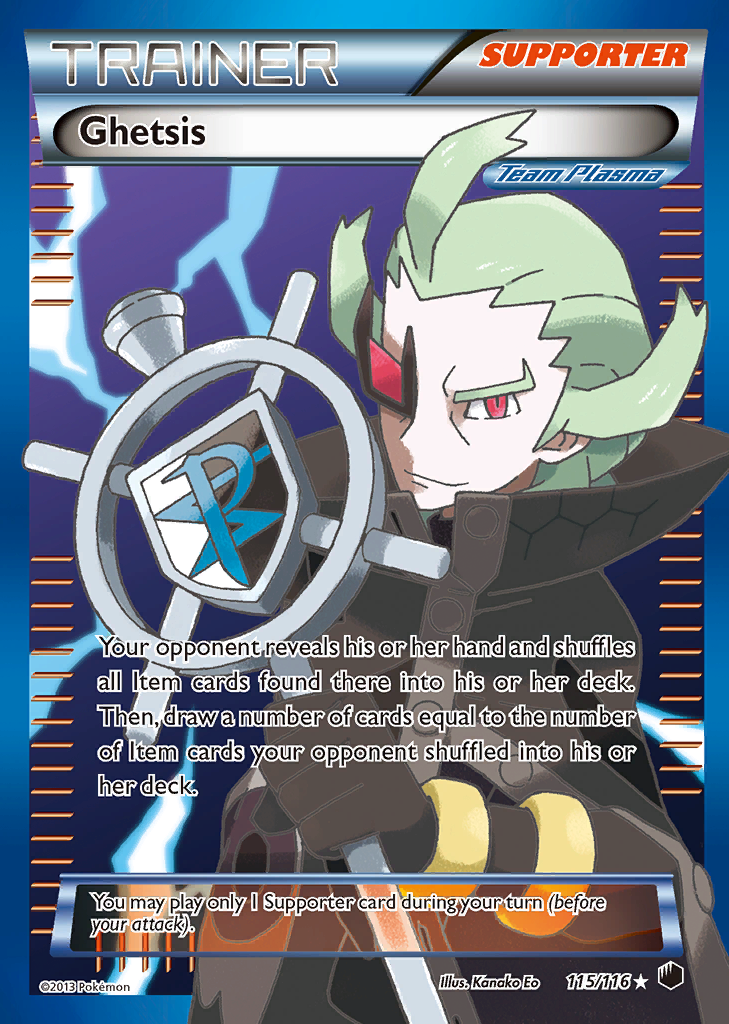 TRAINER
SUPPORTER
Ghetsis
Team Plasma
Your opponent reveals his or her hand and shuffles
all Item cards found there into his or her deck.
Then, draw a number of cards equal to the number
of Item cards your opponent shuffled into his or
her deck.
You may play only 1 Supporter card during your turn (before
your attack).
©2013 Pokémon
Illus. Kanako Eo
115/116 ★